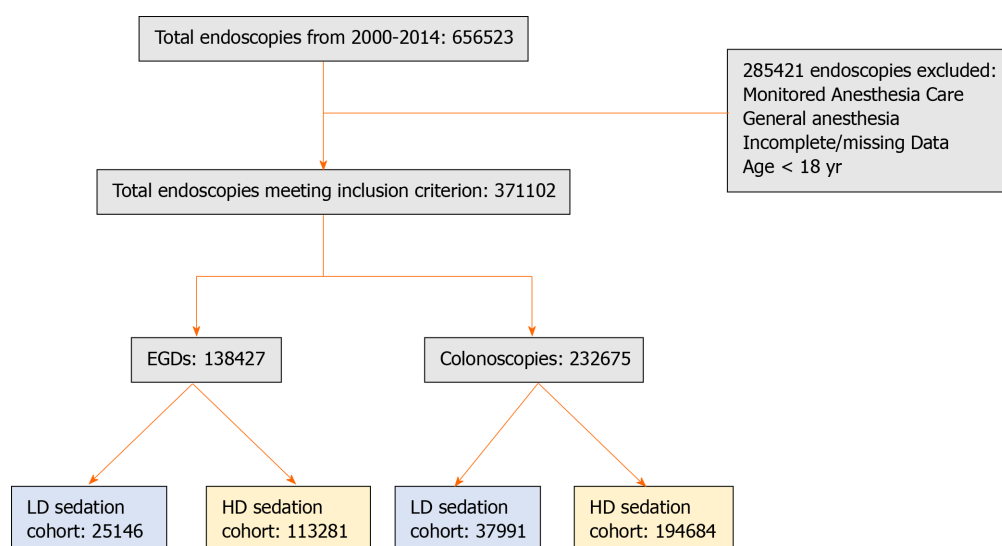 Total endoscopies from 2000-2014: 656523
285421 endoscopies excluded:
Monitored Anesthesia Care
General anesthesia
Incomplete/missing Data
Age < 18 yr
Total endoscopies meeting inclusion criterion: 371102
EGDs: 138427
Colonoscopies: 232675
LD sedation
cohort: 25146
HD sedation
cohort: 113281
LD sedation
cohort: 37991
HD sedation
cohort: 194684